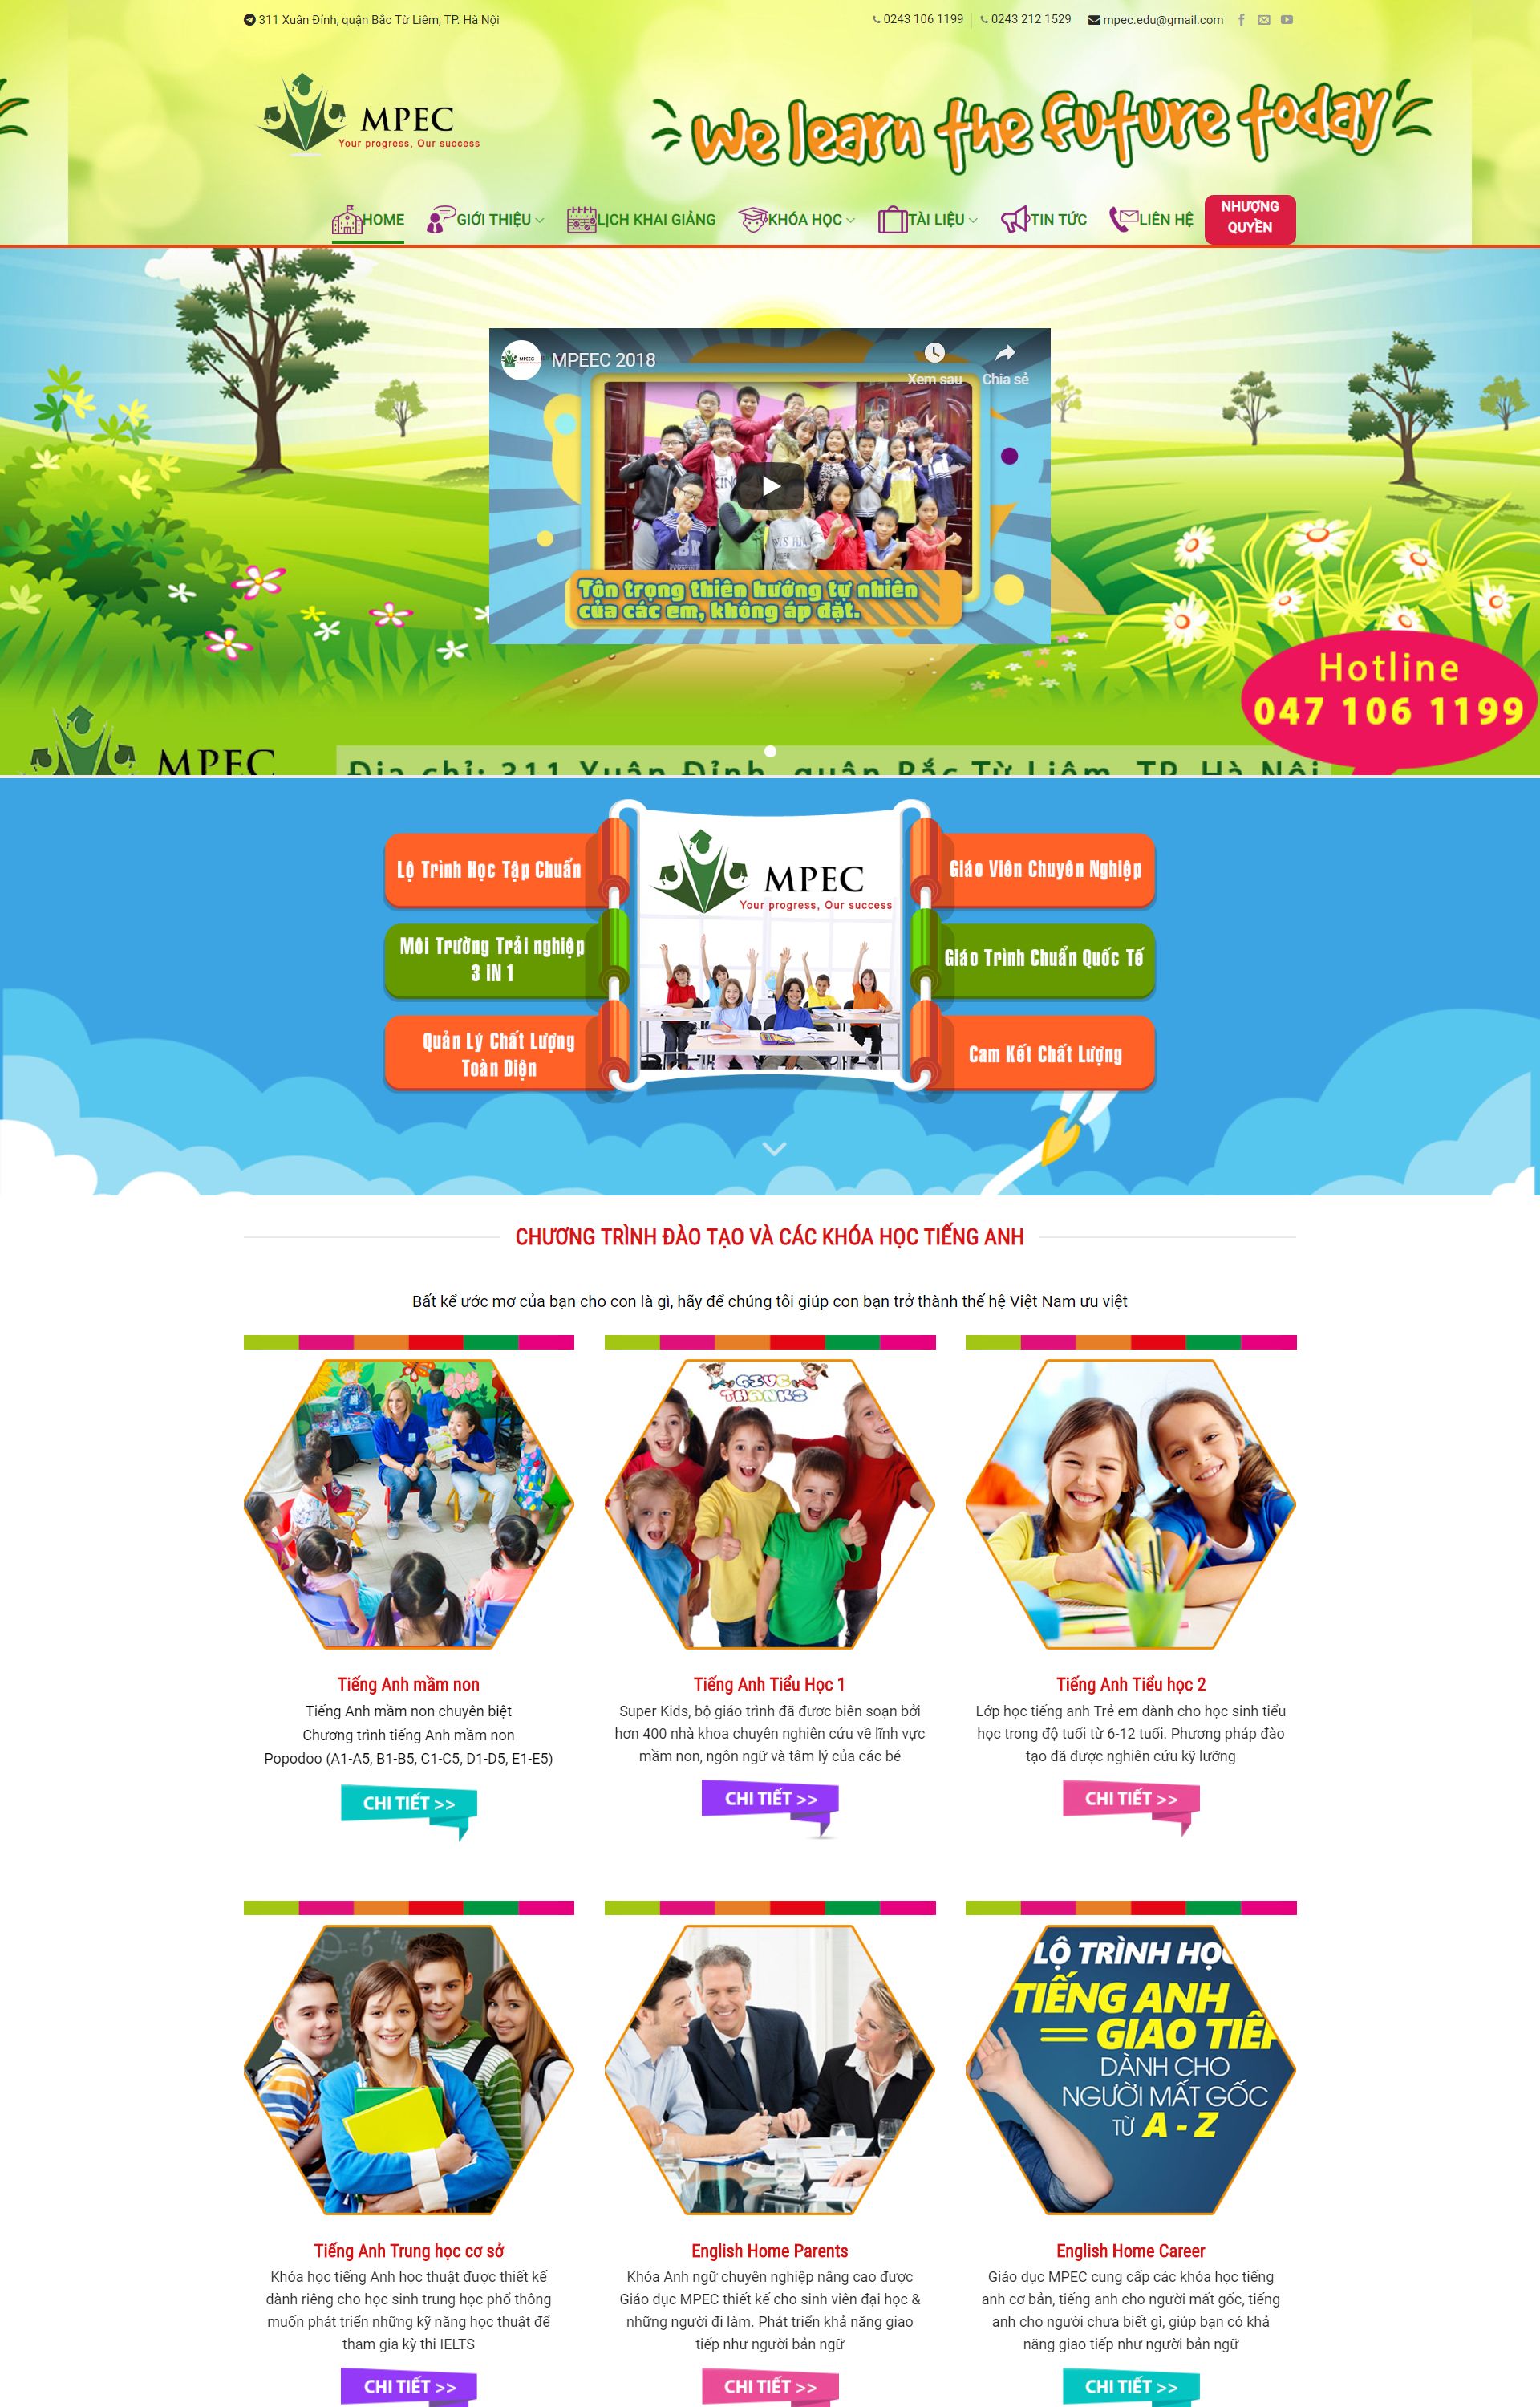 311 Xuân Đỉnh, quận Bắc Từ Liêm, TP. Hà Nội
0243 106 1199
0243 212 1529
mpec.edu@gmail.com
MPEC
Your progress, Our success
We learn the future today
HOME
GIỚI THIỆU
LỊCH KHAI GIẢNG
KHÓA HỌC
TÀI LIỆU
TIN TỨC
LIÊN HỆ
NHƯỢNG
QUYỀN
MPEEC 2018
Xem sau
Chia sẻ
Tôn trọng thiên hướng tự nhiên
của các em, không áp đặt.
Hotline
047 106 1199
MPEC
Địa chỉ: 311 Xuân Đỉnh, quận Bắc Từ Liêm, TP. Hà Nội
Lộ Trình Học Tập Chuẩn
Môi Trường Trải nghiệp
3 iN 1
Quản Lý Chất Lượng
Toàn Diện
MPEC
Your progress, Our success
Giáo Viên Chuyên Nghiệp
Giáo Trình Chuẩn Quốc Tế
Cam Kết Chất Lượng
CHƯƠNG TRÌNH ĐÀO TẠO VÀ CÁC KHÓA HỌC TIẾNG ANH
Bất kể ước mơ của bạn cho con là gì, hãy để chúng tôi giúp con bạn trở thành thế hệ Việt Nam ưu việt
Tiếng Anh mầm non
Tiếng Anh mầm non chuyên biệt
Chương trình tiếng Anh mầm non
Popodoo (A1-A5, B1-B5, C1-C5, D1-D5, E1-E5)
CHI TIẾT >>
GIVE
THANKS
Tiếng Anh Tiểu Học 1
Super Kids, bộ giáo trình đã đươc biên soạn bởi
hơn 400 nhà khoa chuyên nghiên cứu về lĩnh vực
mầm non, ngôn ngữ và tâm lý của các bé
CHI TIẾT >>
Tiếng Anh Tiểu học 2
Lớp học tiếng anh Trẻ em dành cho học sinh tiểu
học trong độ tuổi từ 6-12 tuổi. Phương pháp đào
tạo đã được nghiên cứu kỹ lưỡng
CHI TIẾT >>
Tiếng Anh Trung học cơ sở
Khóa học tiếng Anh học thuật được thiết kế
dành riêng cho học sinh trung học phổ thông
muốn phát triển những kỹ năng học thuật để
tham gia kỳ thi IELTS
CHI TIẾT >>
English Home Parents
Khóa Anh ngữ chuyên nghiệp nâng cao được
Giáo dục MPEC thiết kế cho sinh viên đại học &
những người đi làm. Phát triển khả năng giao
tiếp như người bản ngữ
CHI TIẾT >>
LỘ TRÌNH HỌC
TIẾNG ANH
GIAO TIẾP
DÀNH CHO
NGƯỜI MẤT GỐC
TỪ A - Z
English Home Career
Giáo dục MPEC cung cấp các khóa học tiếng
anh cơ bản, tiếng anh cho người mất gốc, tiếng
anh cho người chưa biết gì, giúp bạn có khả
năng giao tiếp như người bản ngữ
CHI TIẾT >>